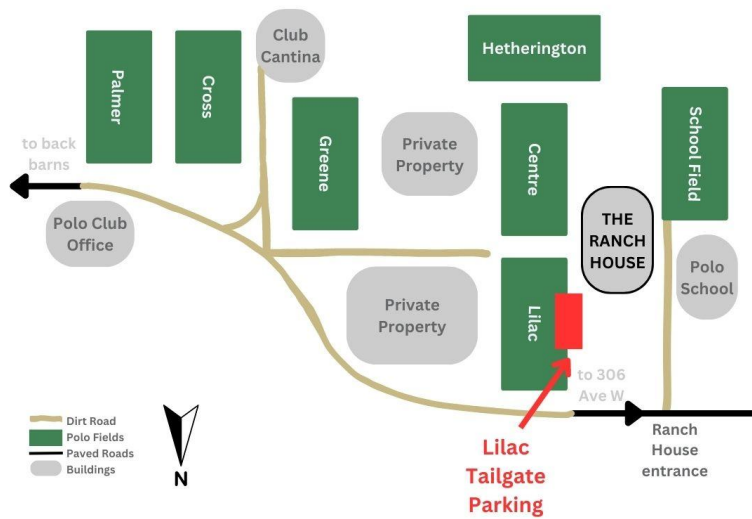 Club
Cantina
Hetherington
Palmer
Cross
Greene
Private
Property
Centre
School Field
to back
barns
Polo Club
Office
THE
RANCH
HOUSE
Polo
School
Private
Property
Lilac
to 306
Ave W
Dirt Road
Polo Fields
Paved Roads
Buildings
N
Lilac
Tailgate
Parking
Ranch
House
entrance